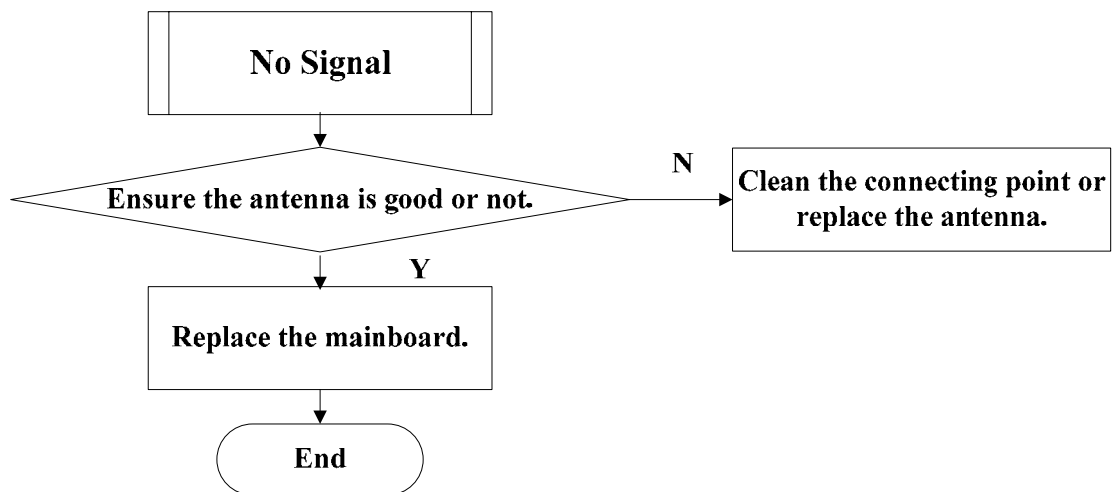 No Signal
Ensure the antenna is good or not.
N
Clean the connecting point or
replace the antenna.
Y
Replace the mainboard.
End